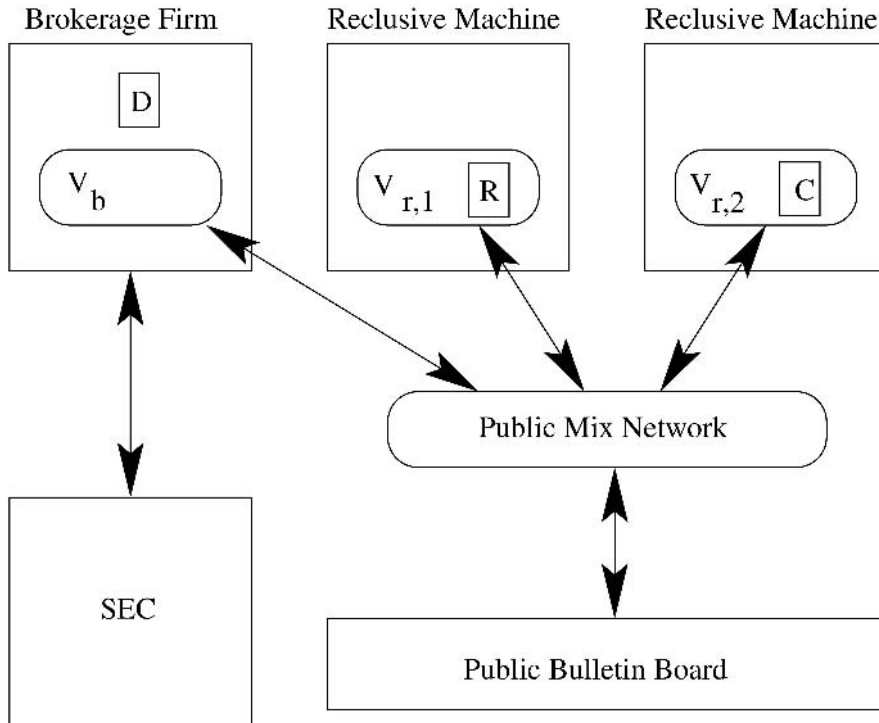 Brokerage Firm
Reclusive Machine
Reclusive Machine
D
V b
V r,1
R
V r,2
C
Public Mix Network
SEC
Public Bulletin Board